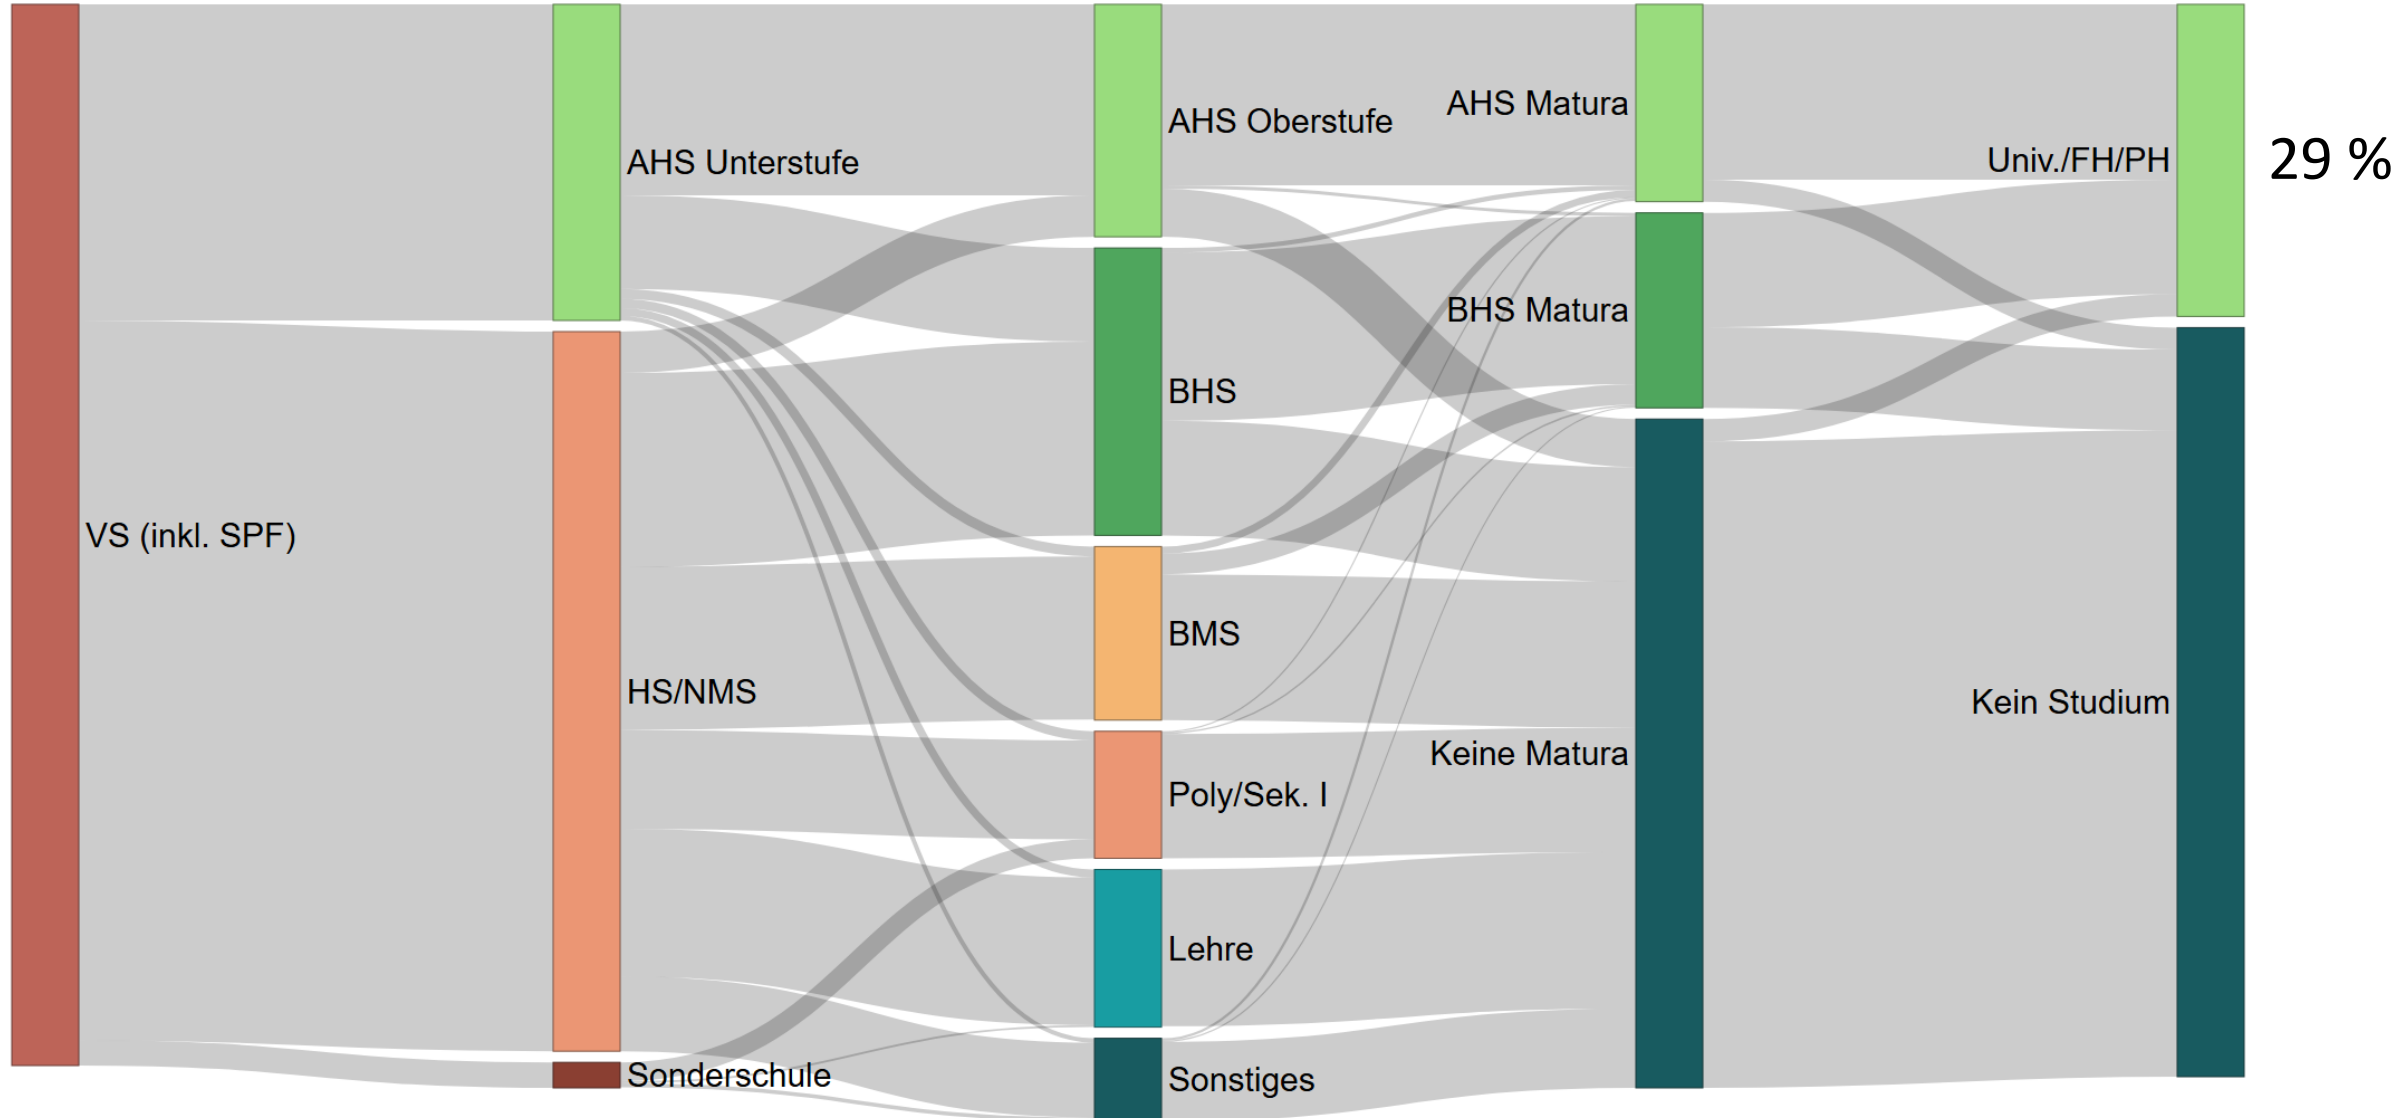 VS (inkl. SPF)
AHS Unterstufe
HS/NMS
Sonderschule
AHS Oberstufe
BHS
BMS
Poly/Sek. I
Lehre
Sonstiges
AHS Matura
BHS Matura
Keine Matura
Univ./FH/PH
Kein Studium
29 %